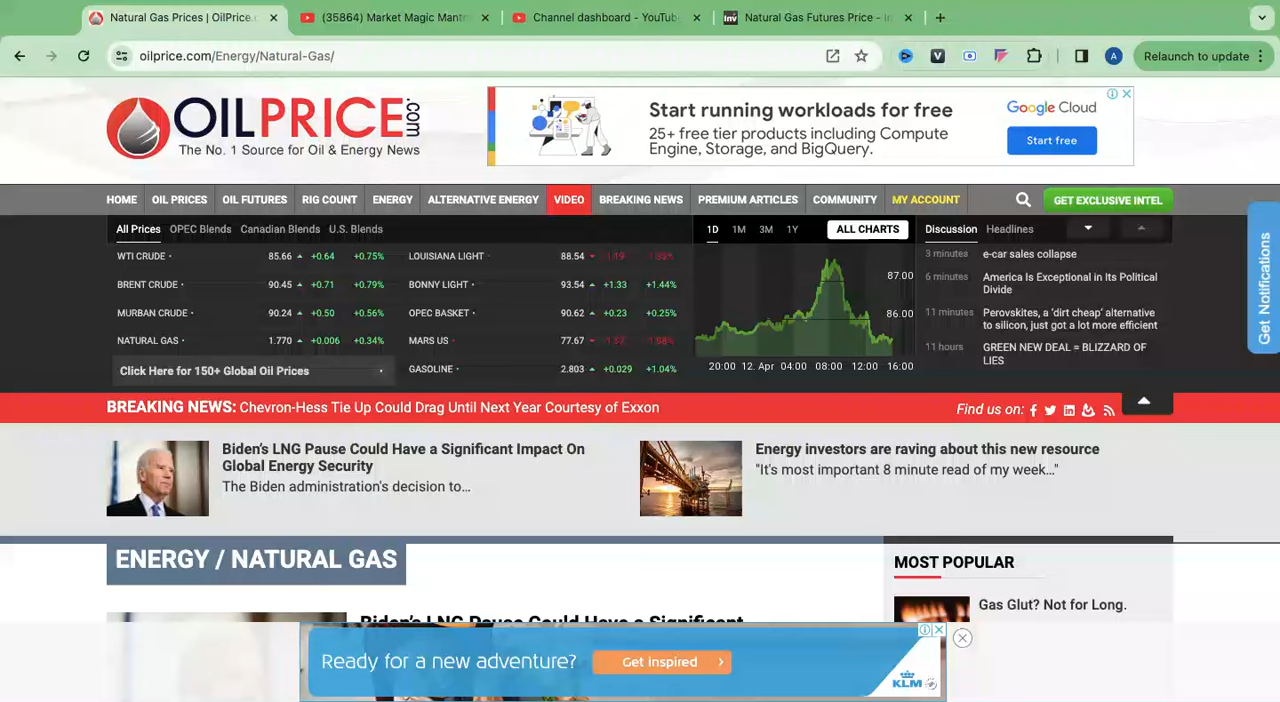 Natural Gas Prices | OilPrice.c
(35864) Market Magic Mantr
Channel dashboard - YouTub
Inv Natural Gas Futures Price - In
oilprice.com/Energy/Natural-Gas/
V
A
Relaunch to update
OILPRICE.com
The No. 1 Source for Oil & Energy News
Start running workloads for free
25+ free tier products including Compute
Engine, Storage, and BigQuery.
Google Cloud
Start free
HOME OIL PRICES OIL FUTURES RIG COUNT ENERGY ALTERNATIVE ENERGY VIDEO BREAKING NEWS PREMIUM ARTICLES COMMUNITY MY ACCOUNT GET EXCLUSIVE INTEL
All Prices OPEC Blends Canadian Blends U.S. Blends
WTI CRUDE • 85.66 +0.64 +0.75%
BRENT CRUDE • 90.45 +0.71 +0.79%
MURBAN CRUDE • 90.24 +0.50 +0.56%
NATURAL GAS • 1.770 +0.006 +0.34%
Click Here for 150+ Global Oil Prices
LOUISIANA LIGHT • 88.54
BONNY LIGHT • 93.54 +1.33 +1.44%
OPEC BASKET • 90.62 +0.23 +0.25%
MARS US • 77.67
GASOLINE • 2.803 +0.029 +1.04%
1D 1M 3M 1Y ALL CHARTS
87.00
86.00
20:00 12. Apr 04:00 08:00 12:00 16:00
Discussion Headlines
3 minutes e-car sales collapse
6 minutes America Is Exceptional in Its Political
Divide
11 minutes Perovskites, a ‘dirt cheap’ alternative
to silicon, just got a lot more efficient
11 hours GREEN NEW DEAL = BLIZZARD OF
LIES
Get Notifications
BREAKING NEWS: Chevron-Hess Tie Up Could Drag Until Next Year Courtesy of Exxon
Find us on:
Biden’s LNG Pause Could Have a Significant Impact On
Global Energy Security
The Biden administration's decision to…
Energy investors are raving about this new resource
"It's most important 8 minute read of my week…"
ENERGY / NATURAL GAS
MOST POPULAR
Gas Glut? Not for Long.
Biden’s LNG Pause Could Have a Significant
Ready for a new adventure?
Get inspired
KLM